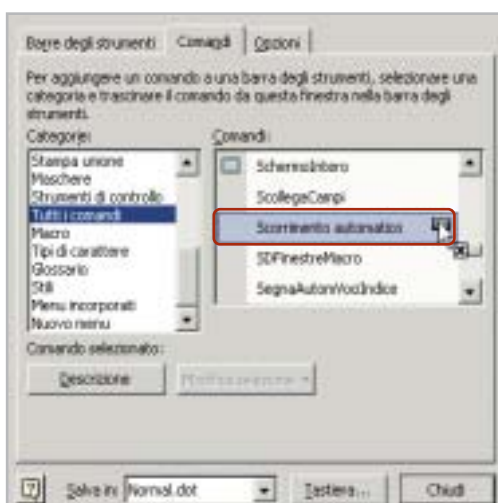 Barre degli strumenti Comandi Opzioni
Per aggiungere un comando a una barra degli strumenti, selezionare una
categoria e trascinare il comando da questa finestra nella barra degli
strumenti.
Categorie: Comandi:
Stampa unione
Maschere
Strumenti di controllo
Tutti i comandi
Macro
Tipi di carattere
Glossario
Stili
Menu incorporati
Nuovo menu
SchermoIntero
ScollegaCampi
Scorrimento automatico
SDFinestreMacro
SegnaAutomVociIndice
Comando selezionato:
Descrizione
Salva in: Normal.dot Tastiera... Chiudi